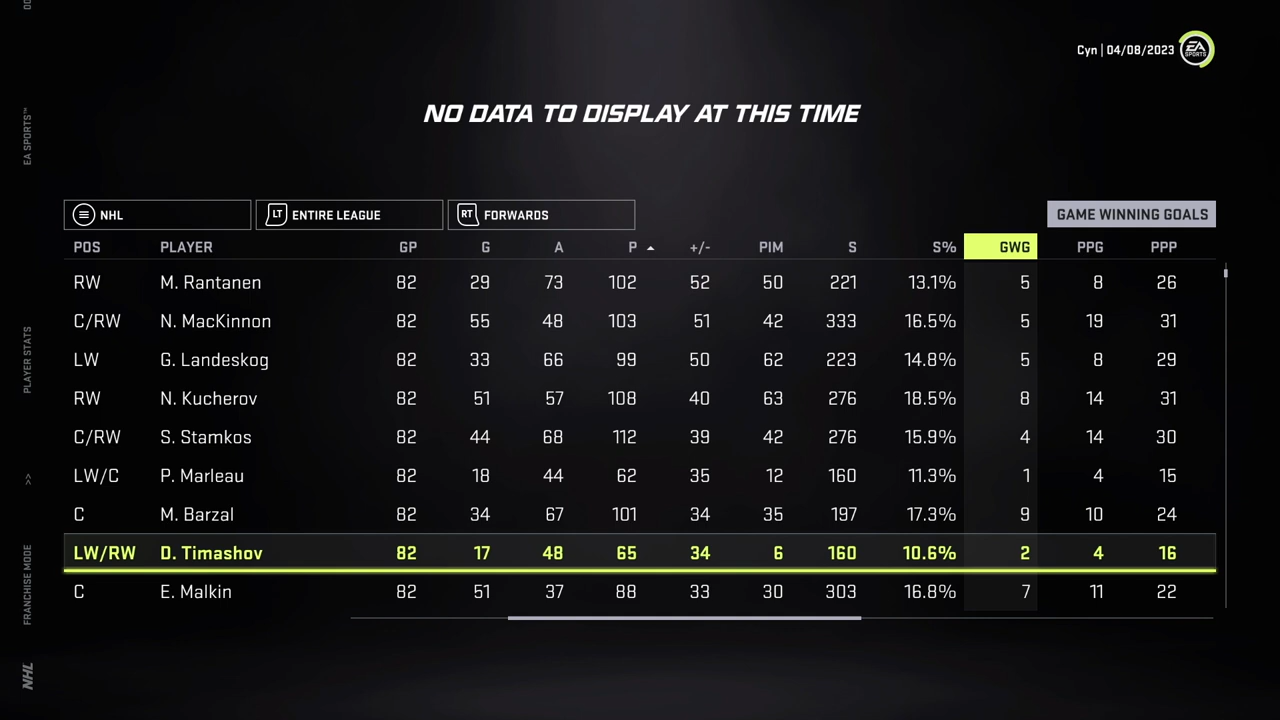 Cyn | 04/08/2023
EA SPORTS
NO DATA TO DISPLAY AT THIS TIME
NHL
LT ENTIRE LEAGUE
RT FORWARDS
GAME WINNING GOALS
POS PLAYER GP G A P +/- PIM S S% GWG PPG PPP
RW M. Rantanen 82 29 73 102 52 50 221 13.1% 5 8 26
C/RW N. MacKinnon 82 55 48 103 51 42 333 16.5% 5 19 31
LW G. Landeskog 82 33 66 99 50 62 223 14.8% 5 8 29
RW N. Kucherov 82 51 57 108 40 63 276 18.5% 8 14 31
C/RW S. Stamkos 82 44 68 112 39 42 276 15.9% 4 14 30
LW/C P. Marleau 82 18 44 62 35 12 160 11.3% 1 4 15
C M. Barzal 82 34 67 101 34 35 197 17.3% 9 10 24
LW/RW D. Timashov 82 17 48 65 34 6 160 10.6% 2 4 16
C E. Malkin 82 51 37 88 33 30 303 16.8% 7 11 22
NHL
FRANCHISE MODE
>>
PLAYER STATS
EA SPORTS™